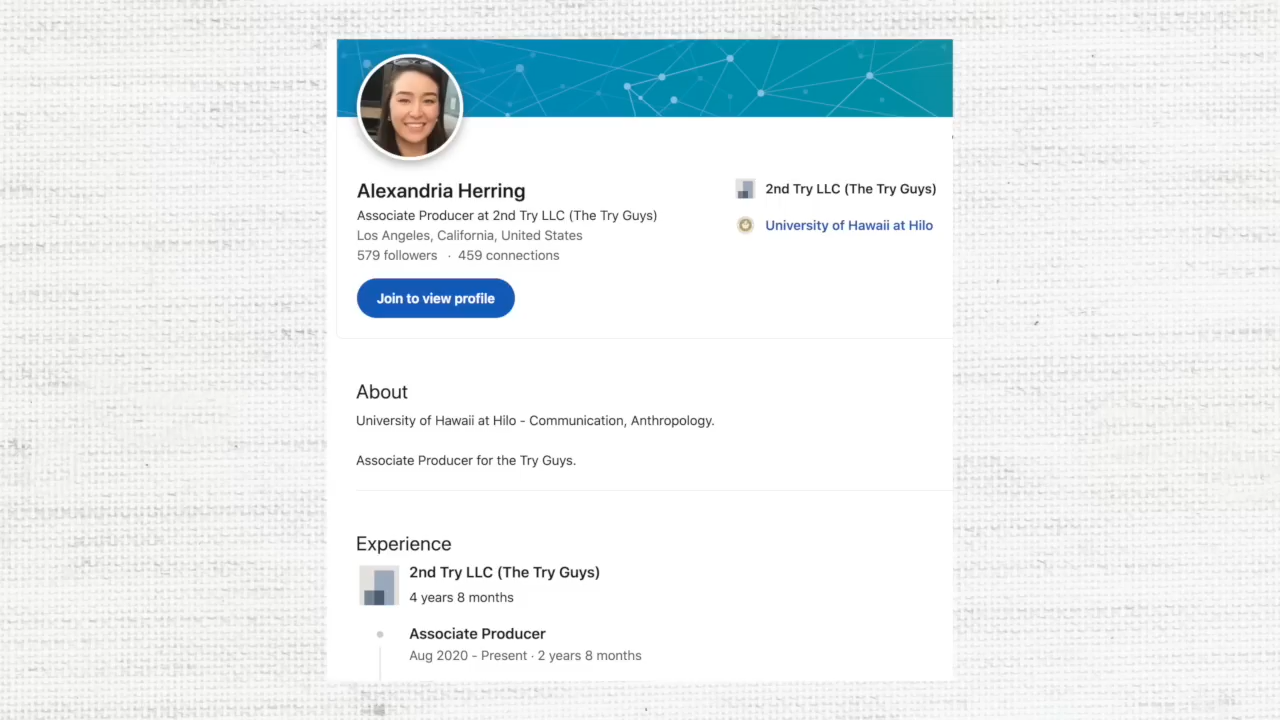 Alexandria Herring
Associate Producer at 2nd Try LLC (The Try Guys)
Los Angeles, California, United States
579 followers · 459 connections
Join to view profile
2nd Try LLC (The Try Guys)
University of Hawaii at Hilo
About
University of Hawaii at Hilo - Communication, Anthropology.
Associate Producer for the Try Guys.
Experience
2nd Try LLC (The Try Guys)
4 years 8 months
Associate Producer
Aug 2020 - Present · 2 years 8 months